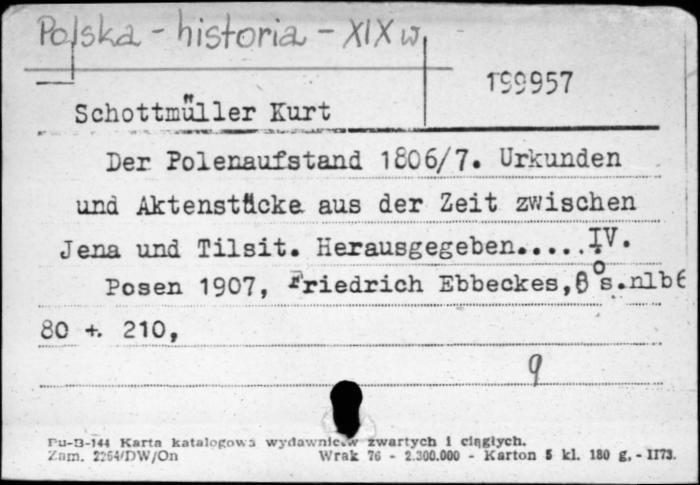 Polska - historia - XIX w.
199957
Schottmüller Kurt
Der Polenaufstand 1806/7. Urkunden
und Aktenstücke aus der Zeit zwischen
Jena und Tilsit. Herausgegeben.....IV.
Posen 1907, Friedrich Ebbeckes,8° s.nlb6
80 + 210,
9
Pu-B-144 Karta katalogowa wydawnictw zwartych i ciągłych.
Zam. 2264/DW/On Wrak 76 - 2.300.000 - Karton 5 kl. 180 g. - II73.